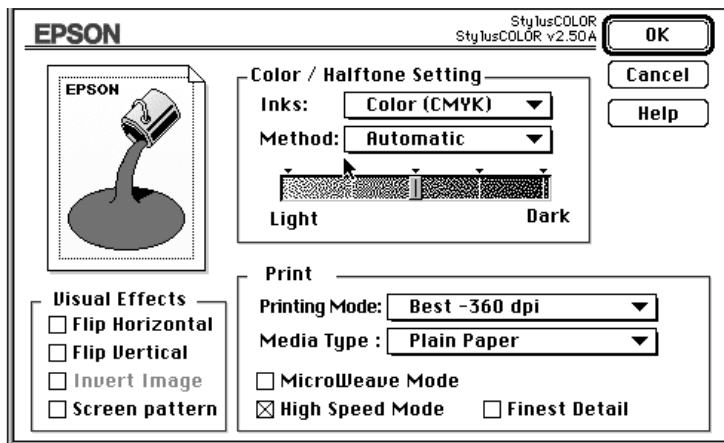 EPSON
StylusCOLOR
StylusCOLOR v2.50A
OK
Cancel
Help
EPSON
Color / Halftone Setting
Inks: Color (CMYK)
Method: Automatic
Light Dark
Visual Effects
Flip Horizontal
Flip Vertical
Invert Image
Screen pattern
Print
Printing Mode: Best -360 dpi
Media Type : Plain Paper
MicroWeave Mode
High Speed Mode Finest Detail